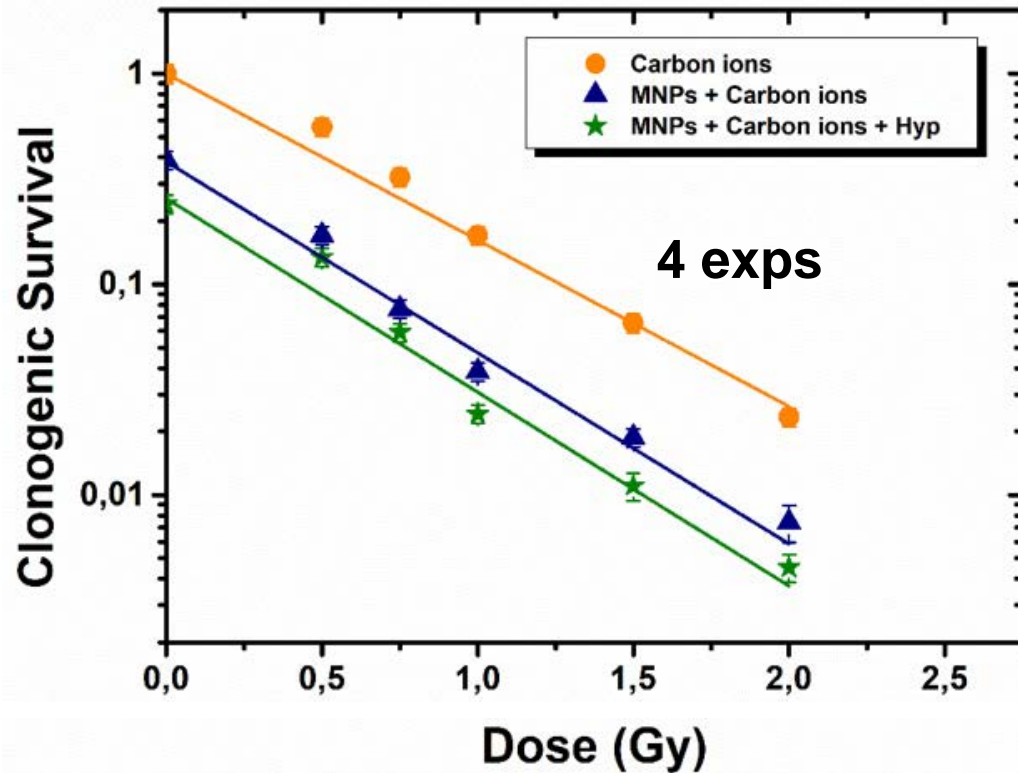 Clonogenic Survival
1
0,1
0,01
Carbon ions
MNPs + Carbon ions
MNPs + Carbon ions + Hyp
4 exps
0,0 0,5 1,0 1,5 2,0 2,5
Dose (Gy)